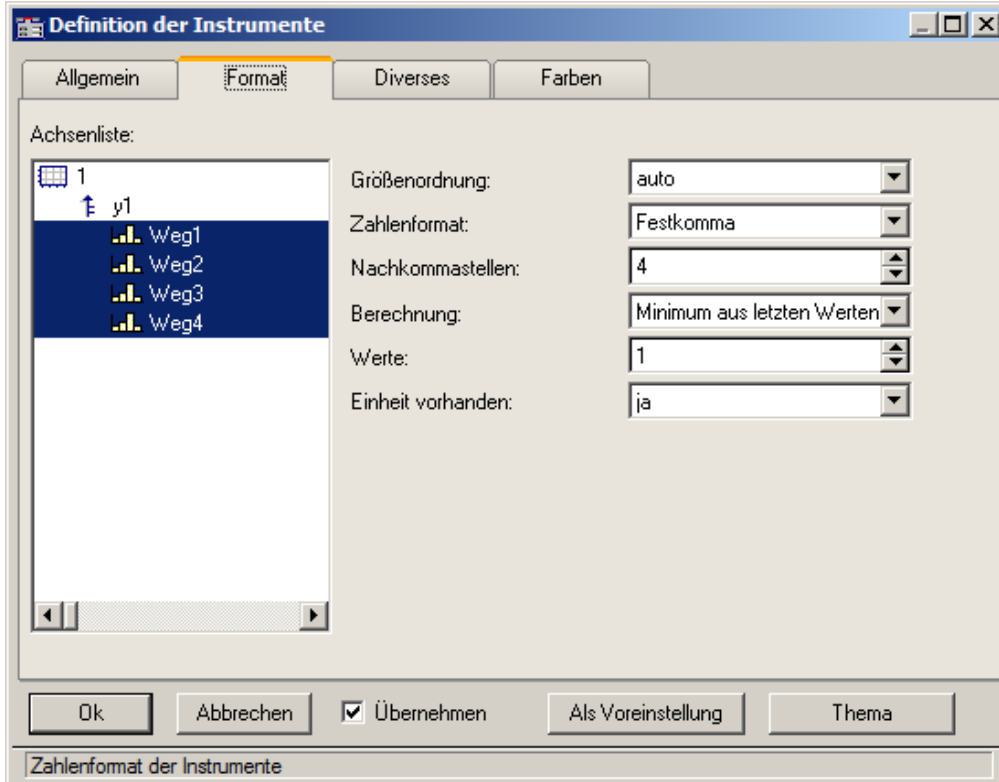 Definition der Instrumente
Allgemein Format Diverses Farben
Achsenliste:
1
y1
Weg1
Weg2
Weg3
Weg4
Größenordnung: auto
Zahlenformat: Festkomma
Nachkommastellen: 4
Berechnung: Minimum aus letzten Werten
Werte: 1
Einheit vorhanden: ja
Ok Abbrechen Übernehmen Als Voreinstellung Thema
Zahlenformat der Instrumente